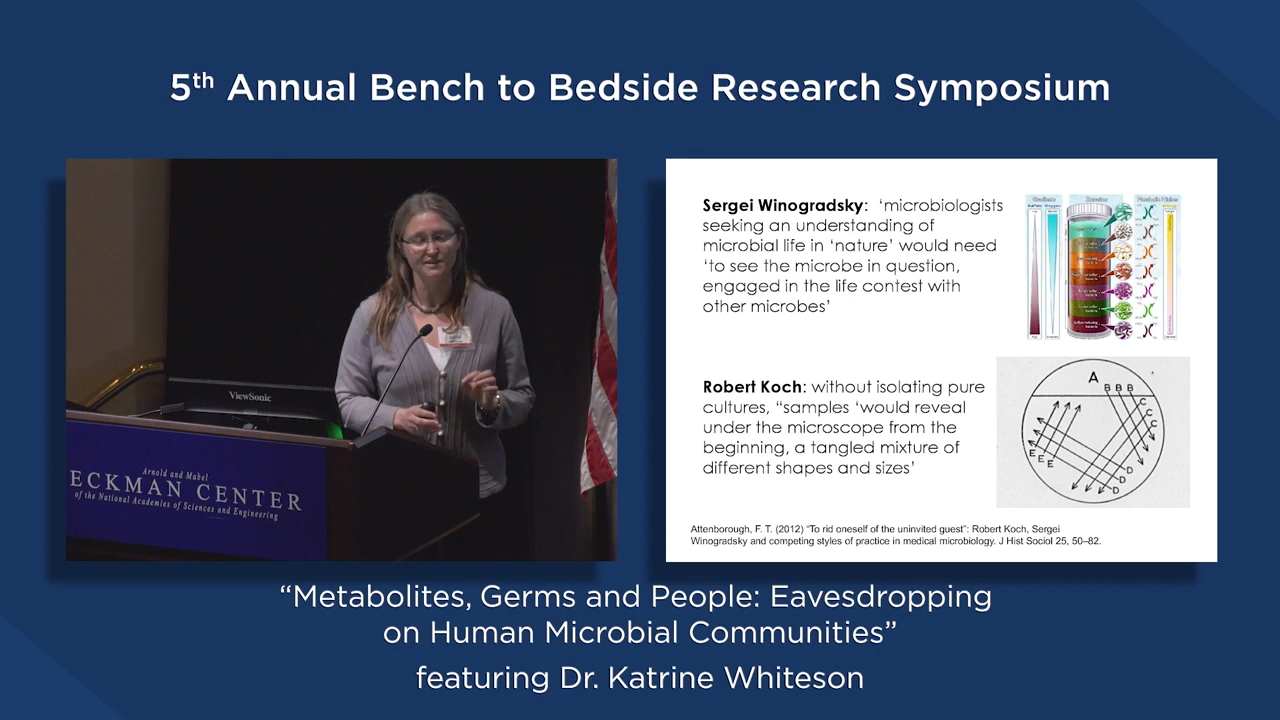 5th Annual Bench to Bedside Research Symposium
ViewSonic
Arnold and Mabel
ECKMAN CENTER
of the National Academies of Sciences and Engineering
Sergei Winogradsky: ‘microbiologists
seeking an understanding of
microbial life in ‘nature’ would need
‘to see the microbe in question,
engaged in the life contest with
other microbes’
Robert Koch: without isolating pure
cultures, “samples ‘would reveal
under the microscope from the
beginning, a tangled mixture of
different shapes and sizes’
A
B B B
C
C
C
D
D
D
E E E
Attenborough, F. T. (2012) “To rid oneself of the uninvited guest”: Robert Koch, Sergei
Winogradsky and competing styles of practice in medical microbiology. J Hist Sociol 25, 50–82.
“Metabolites, Germs and People: Eavesdropping
on Human Microbial Communities”
featuring Dr. Katrine Whiteson